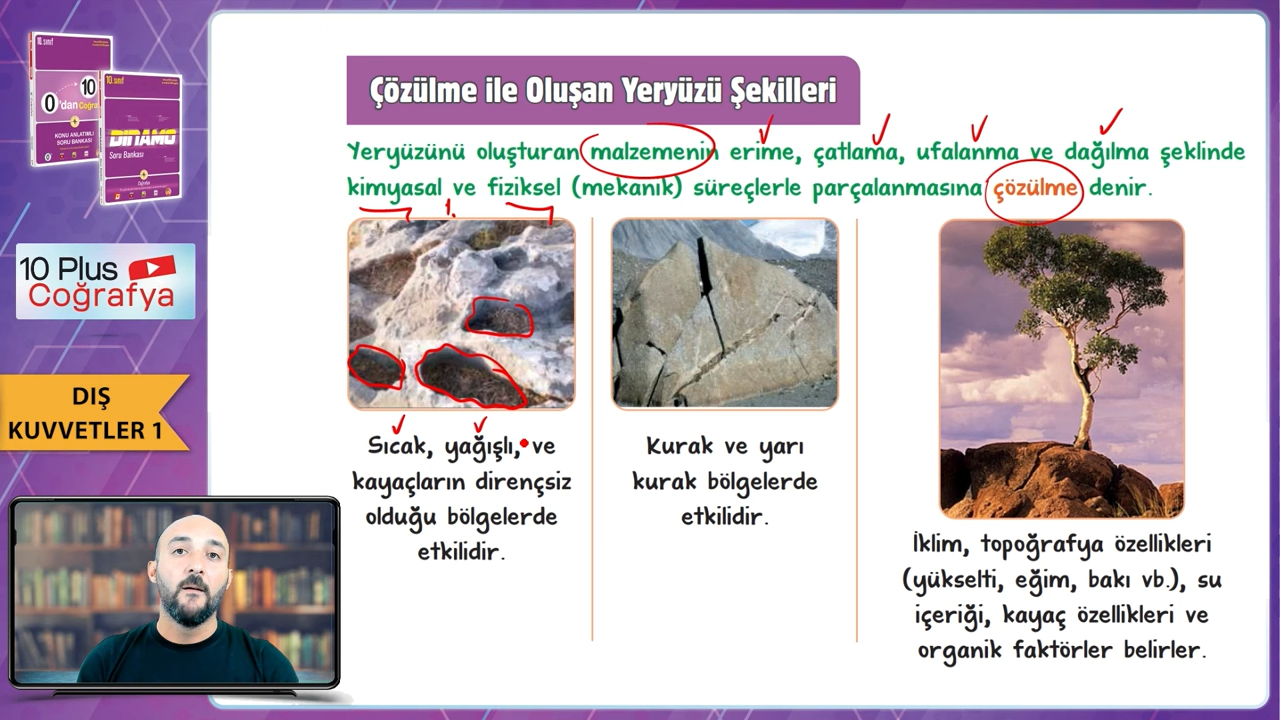 10. sınıf
10
0'dan Coğra
KONU ANLATIMLI
SORU BANKASI
10. sınıf
DINAMO
Soru Bankası
10 Plus
Coğrafya
DIŞ
KUVVETLER 1
Çözülme ile Oluşan Yeryüzü Şekilleri
Yeryüzünü oluşturan malzemenin erime, çatlama, ufalanma ve dağılma şeklinde
kimyasal ve fiziksel (mekanik) süreçlerle parçalanmasına çözülme denir.
Sıcak, yağışlı, ve
kayaçların dirençsiz
olduğu bölgelerde
etkilidir.
Kurak ve yarı
kurak bölgelerde
etkilidir.
İklim, topoğrafya özellikleri
(yükselti, eğim, bakı vb.), su
içeriği, kayaç özellikleri ve
organik faktörler belirler.